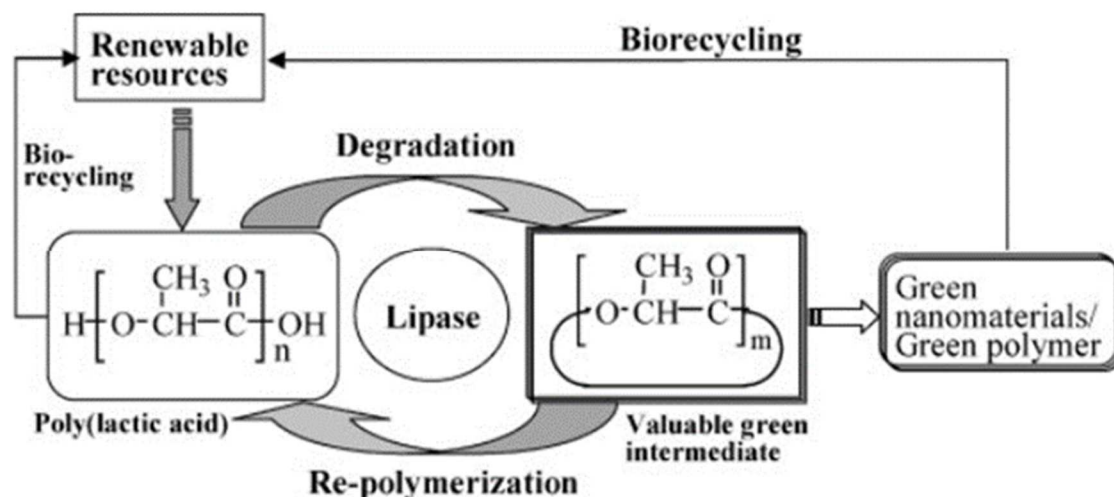 Renewable
resources
Biorecycling
Bio-
recycling
Degradation
CH3 O
H-[O-CH-C]n-OH
Poly(lactic acid)
Lipase
CH3 O
[O-CH-C]m
Valuable green
intermediate
Green
nanomaterials/
Green polymer
Re-polymerization